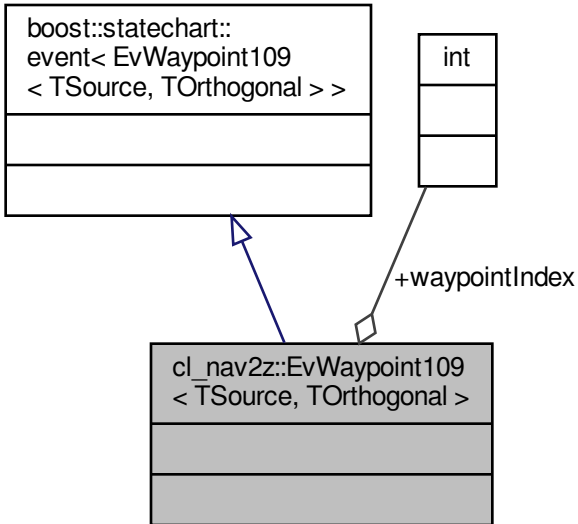 boost::statechart::
event< EvWaypoint109
< TSource, TOrthogonal > >
int
+waypointIndex
cl_nav2z::EvWaypoint109
< TSource, TOrthogonal >